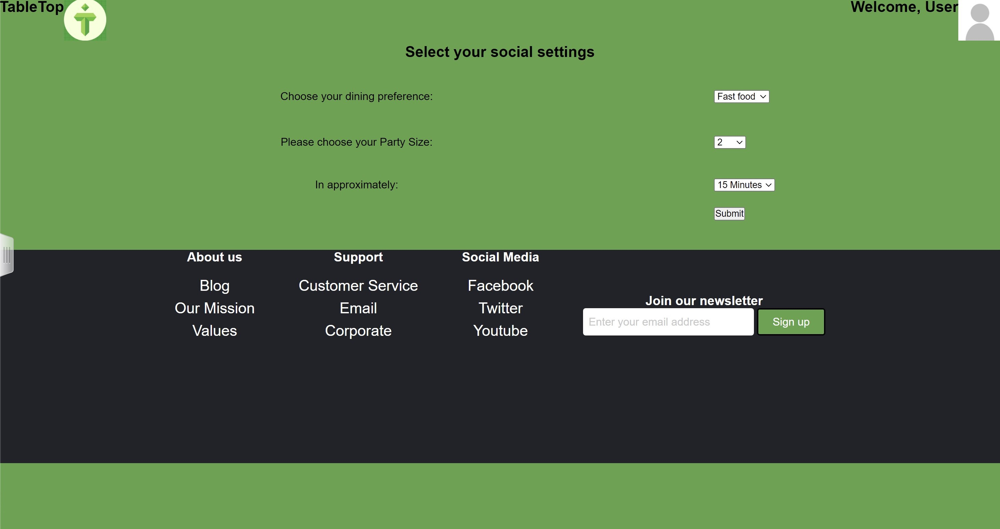 TableTop
Welcome, User
Select your social settings
Choose your dining preference:
Fast food
Please choose your Party Size:
2
In approximately:
15 Minutes
Submit
About us
Blog
Our Mission
Values
Support
Customer Service
Email
Corporate
Social Media
Facebook
Twitter
Youtube
Join our newsletter
Enter your email address
Sign up